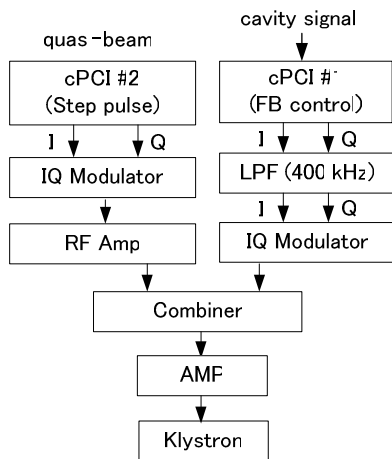 quas-beam
cPCI #2
(Step pulse)
I Q
IQ Modulator
RF Amp
cavity signal
(FB control)
I Q
LPF (400 kHz)
I Q
IQ Modulator
Combiner
AMP
Klystron